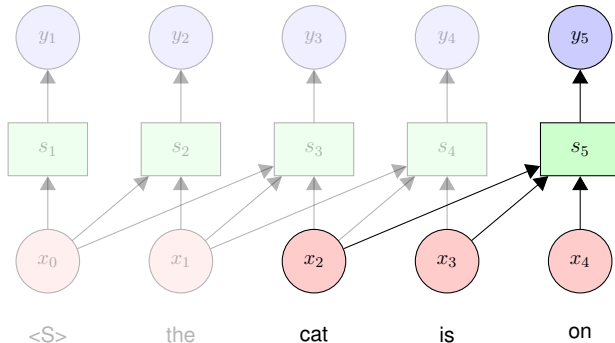 y₁ y₂ y₃ y₄ y₅
s₁ s₂ s₃ s₄ s₅
x₀ x₁ x₂ x₃ x₄
<S> the cat is on